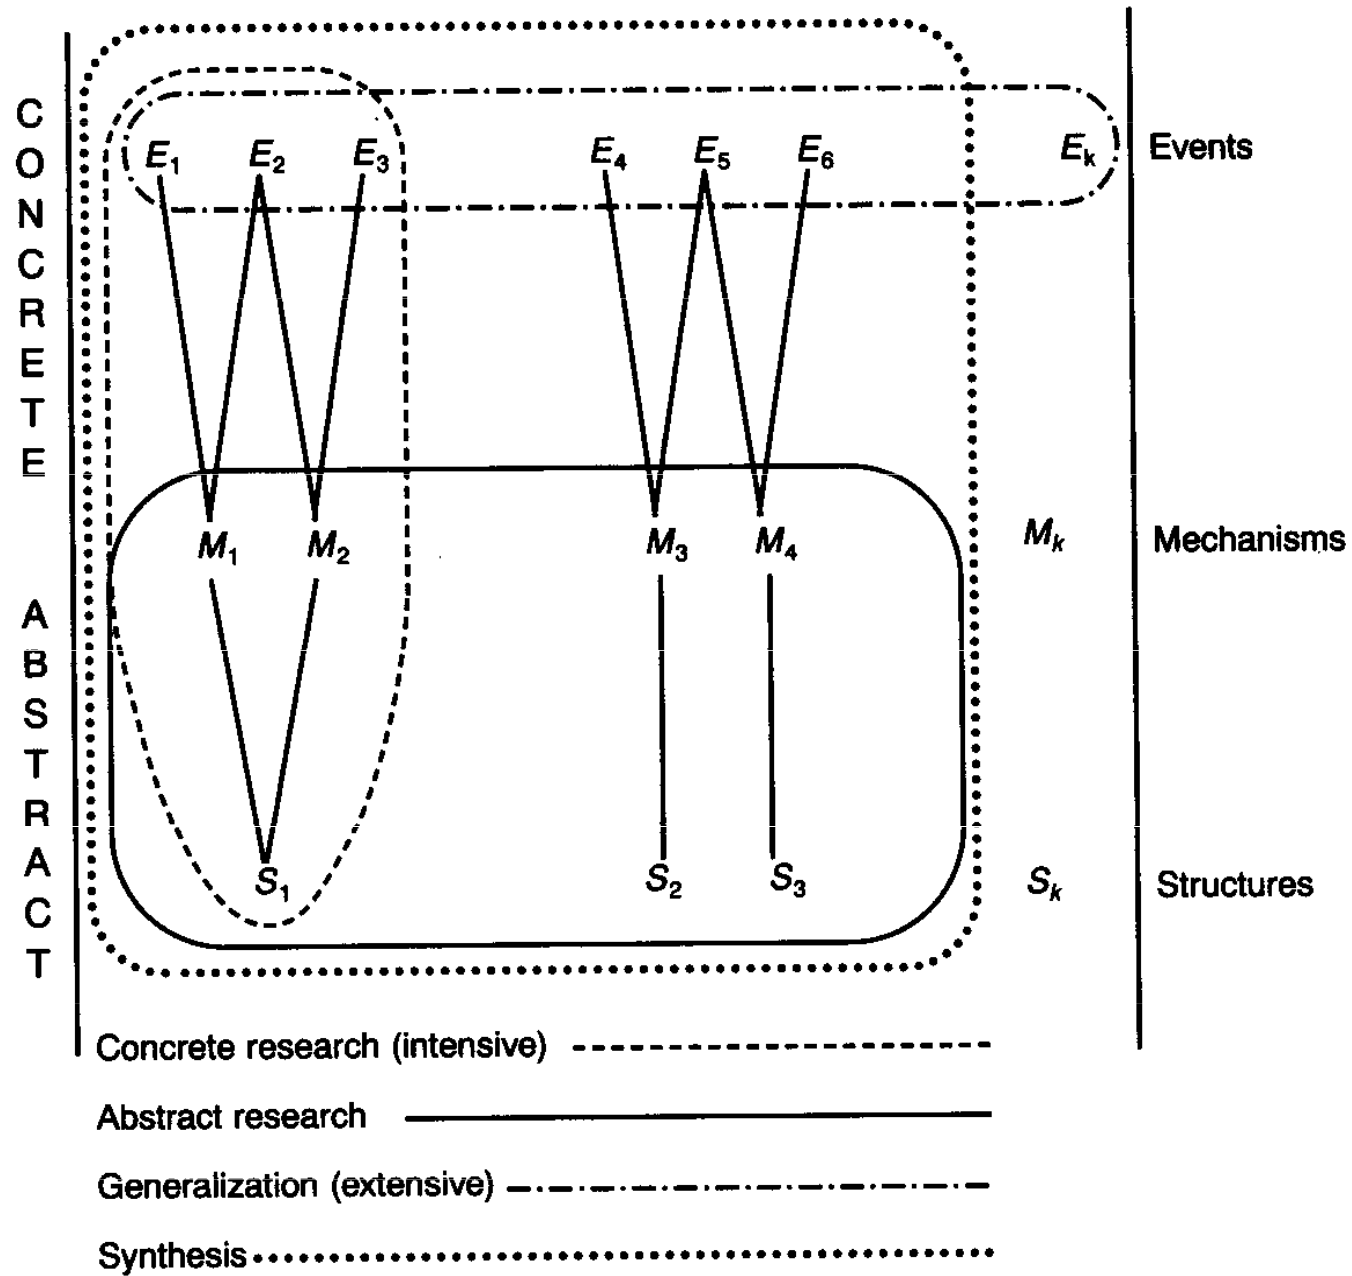 CONCRETE
ABSTRACT
E1 E2 E3 E4 E5 E6 Ek Events
M1 M2 M3 M4 Mk Mechanisms
S1 S2 S3 Sk Structures
Concrete research (intensive)
Abstract research
Generalization (extensive)
Synthesis